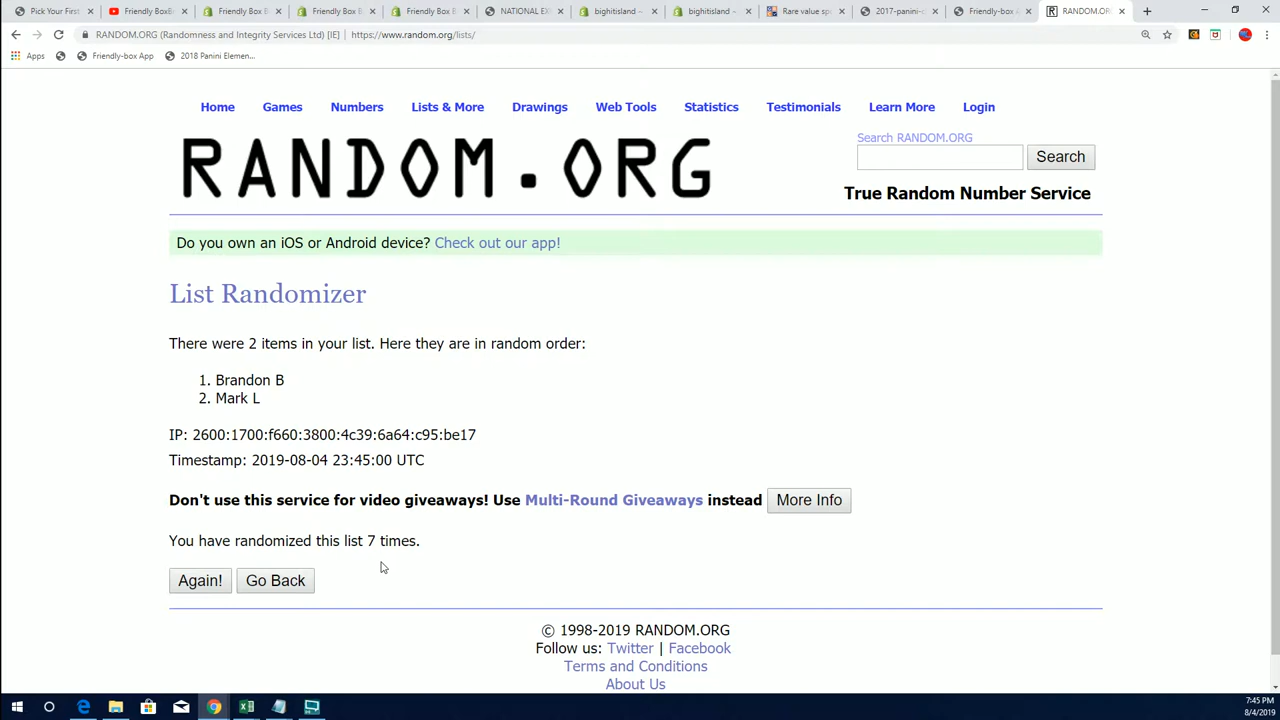 Pick Your First
Friendly BoxB
Friendly Box B
Friendly Box B
Friendly Box B
NATIONAL EX
bighitisland –
bighitisland –
Rare value sp
2017-panini-c
Friendly-box A
RANDOM.OR
RANDOM.ORG (Randomness and Integrity Services Ltd) [IE] | https://www.random.org/lists/
Apps Friendly-box App 2018 Panini Elemen...
Home Games Numbers Lists & More Drawings Web Tools Statistics Testimonials Learn More Login
RANDOM.ORG
Search RANDOM.ORG
Search
True Random Number Service
Do you own an iOS or Android device? Check out our app!
List Randomizer
There were 2 items in your list. Here they are in random order:
1. Brandon B
2. Mark L
IP: 2600:1700:f660:3800:4c39:6a64:c95:be17
Timestamp: 2019-08-04 23:45:00 UTC
Don't use this service for video giveaways! Use Multi-Round Giveaways instead More Info
You have randomized this list 7 times.
Again! Go Back
© 1998-2019 RANDOM.ORG
Follow us: Twitter | Facebook
Terms and Conditions
About Us
7:45 PM
8/4/2019